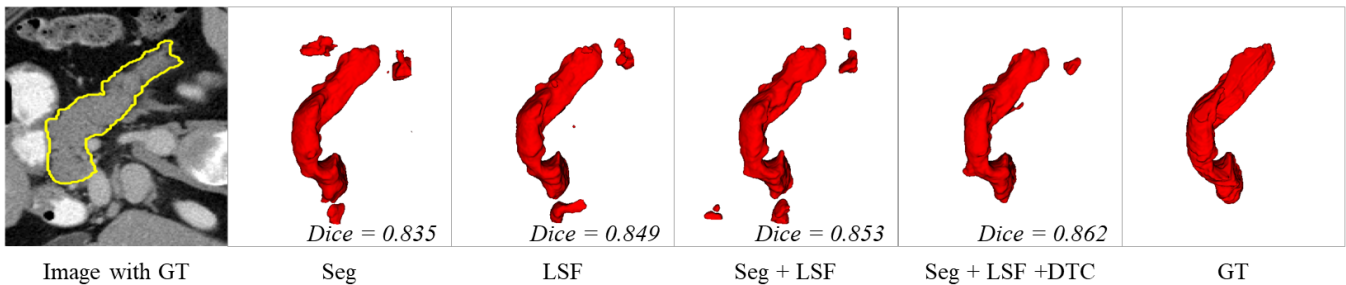 Dice = 0.835
Dice = 0.849
Dice = 0.853
Dice = 0.862
Image with GT
Seg
LSF
Seg + LSF
Seg + LSF +DTC
GT